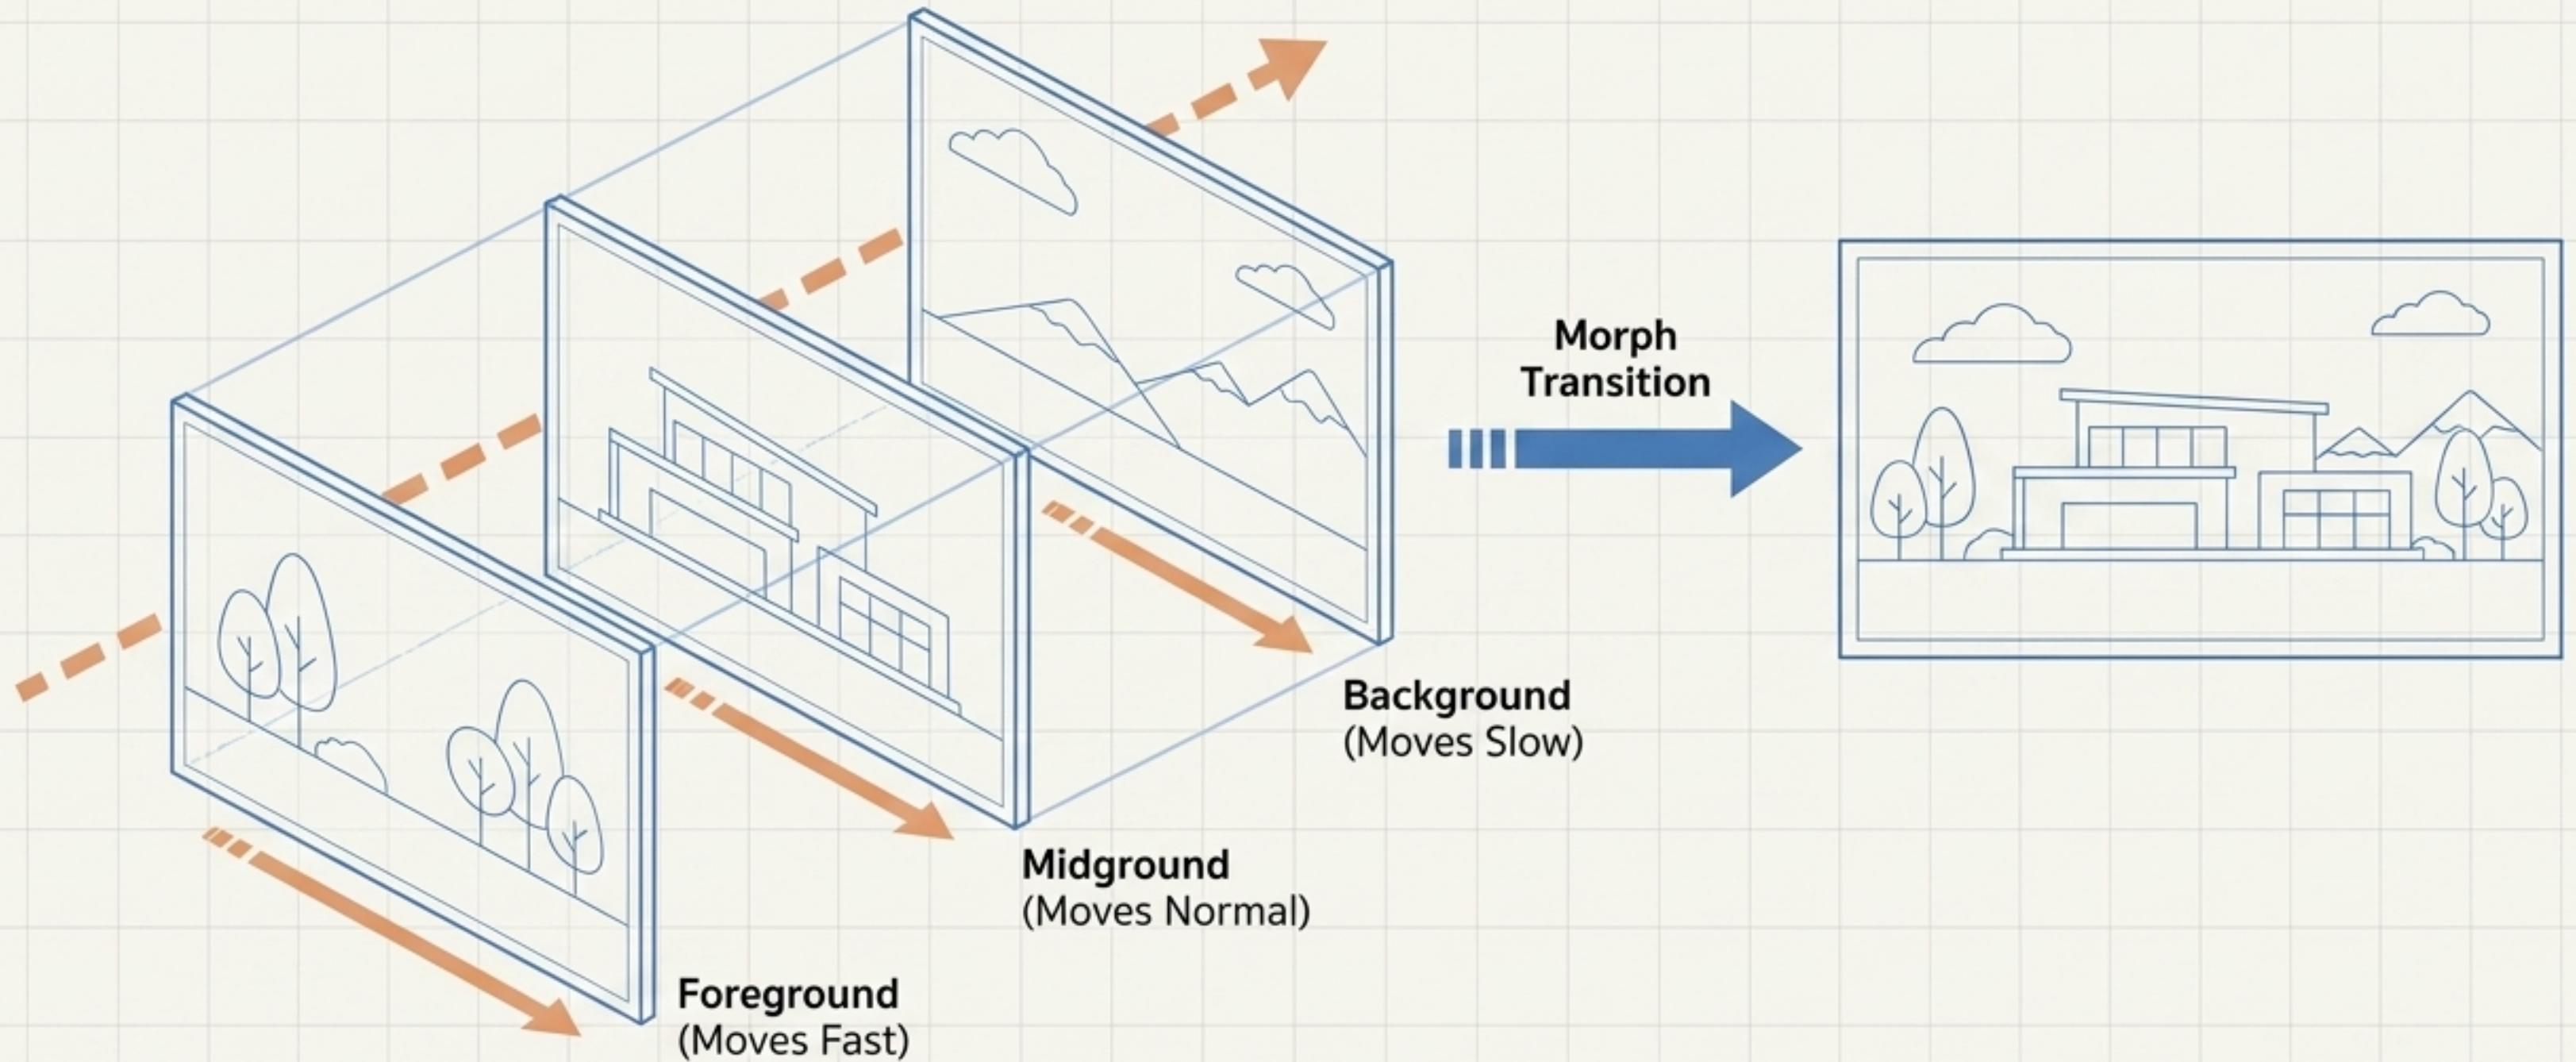 Morph
Transition
Background
(Moves Slow)
Midground
(Moves Normal)
Foreground
(Moves Fast)